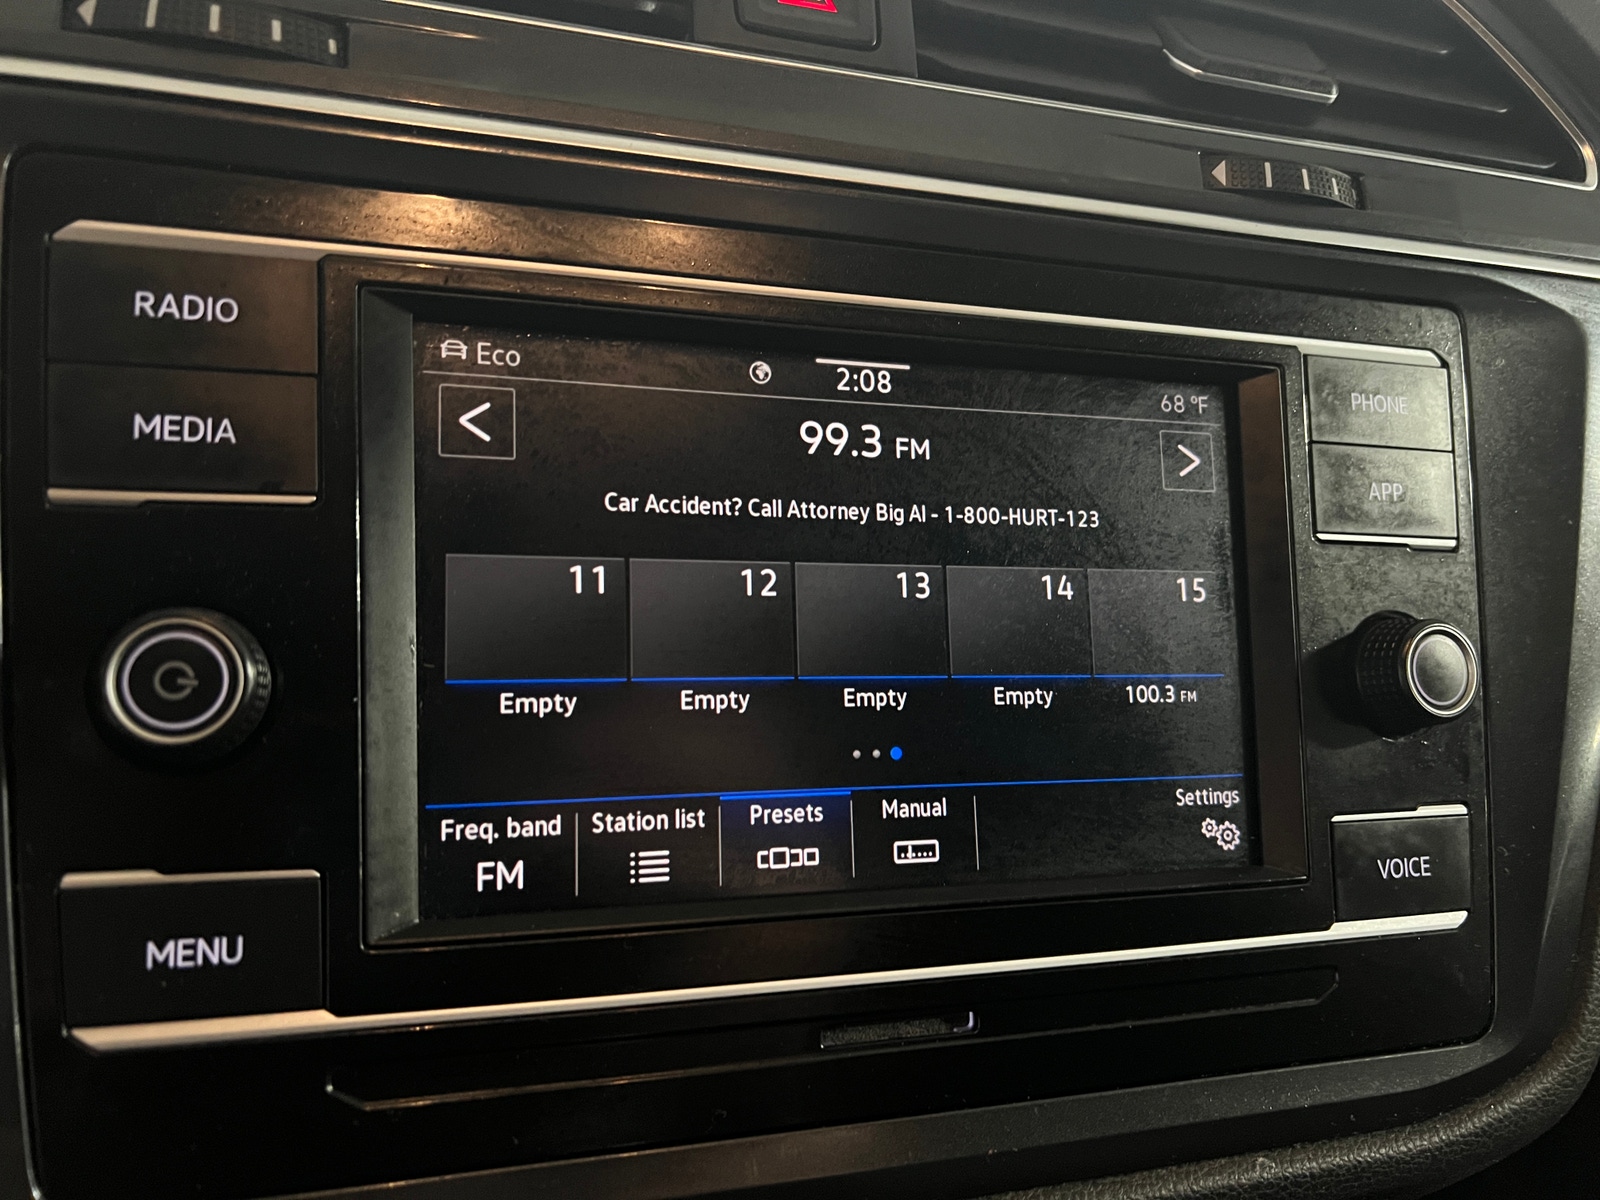 RADIO
MEDIA
MENU
Eco
2:08
68 °F
99.3 FM
Car Accident? Call Attorney Big Al - 1-800-HURT-123
11 12 13 14 15
Empty Empty Empty Empty 100.3 FM
Freq. band Station list Presets Manual Settings
FM
PHONE
APP
VOICE